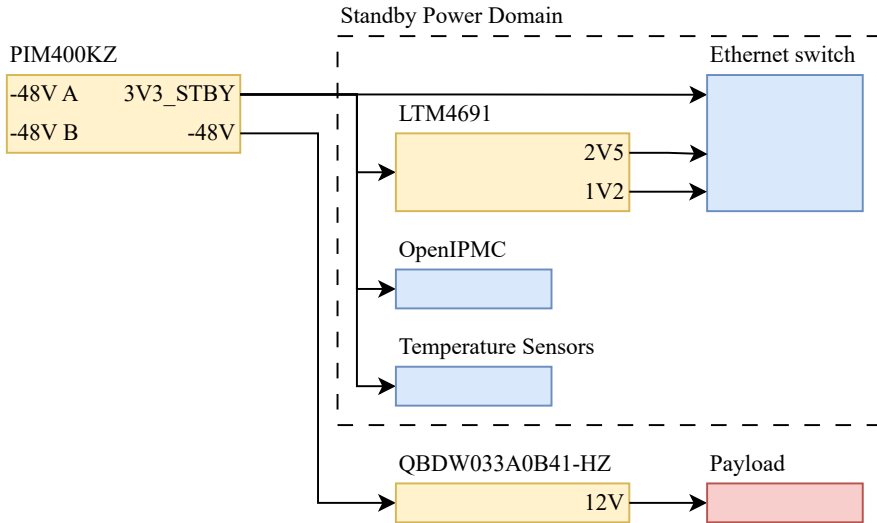 Standby Power Domain
PIM400KZ
Ethernet switch
-48V A 3V3_STBY
-48V B -48V
LTM4691
2V5
1V2
OpenIPMC
Temperature Sensors
QBDW033A0B41-HZ
Payload
12V